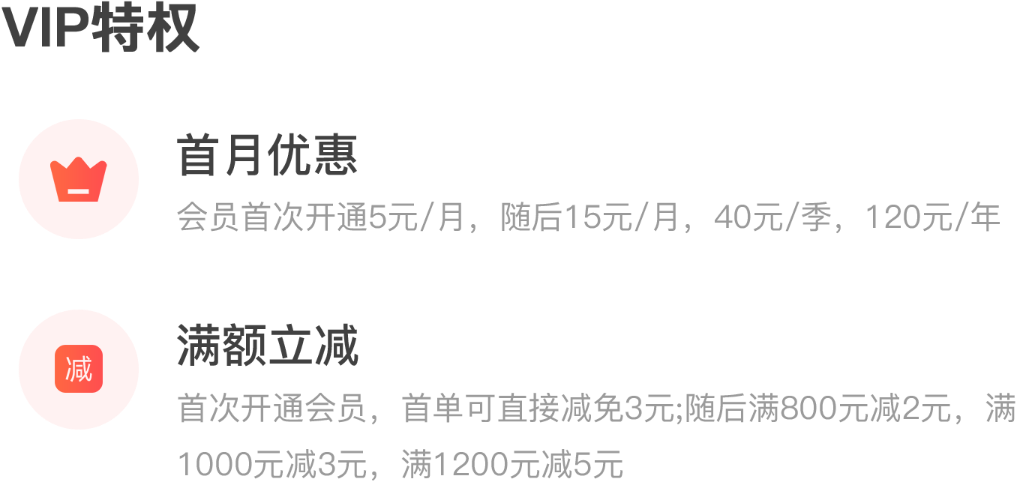 VIP特权
首月优惠
会员首次开通5元/月，随后15元/月，40元/季，120元/年
减
满额立减
首次开通会员，首单可直接减免3元;随后满800元减2元，满
1000元减3元，满1200元减5元